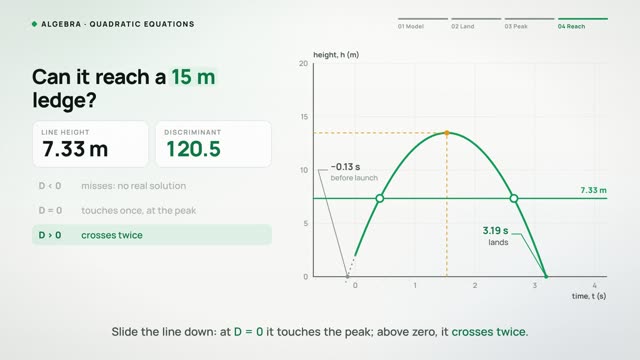 ALGEBRA · QUADRATIC EQUATIONS
01 Model
02 Land
03 Peak
04 Reach
Can it reach a 15 m
ledge?
LINE HEIGHT
7.33 m
DISCRIMINANT
120.5
D < 0 misses: no real solution
D = 0 touches once, at the peak
D > 0 crosses twice
height, h (m)
20
15
10
5
0
−0.13 s
before launch
7.33 m
3.19 s
lands
0
1
2
3
4
time, t (s)
Slide the line down: at D = 0 it touches the peak; above zero, it crosses twice.